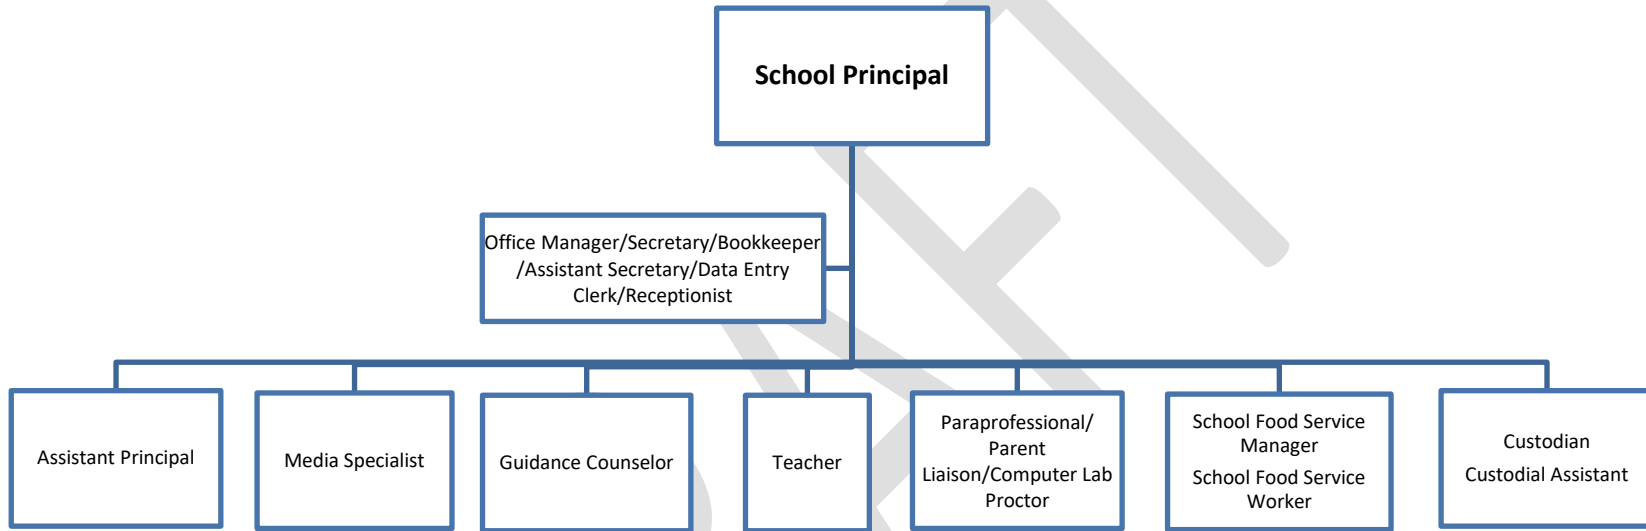 School Principal
Office Manager/Secretary/Bookkeeper
/Assistant Secretary/Data Entry
Clerk/Receptionist
Assistant Principal
Media Specialist
Guidance Counselor
Teacher
Paraprofessional/
Parent
Liaison/Computer Lab
Proctor
School Food Service
Manager
School Food Service
Worker
Custodian
Custodial Assistant